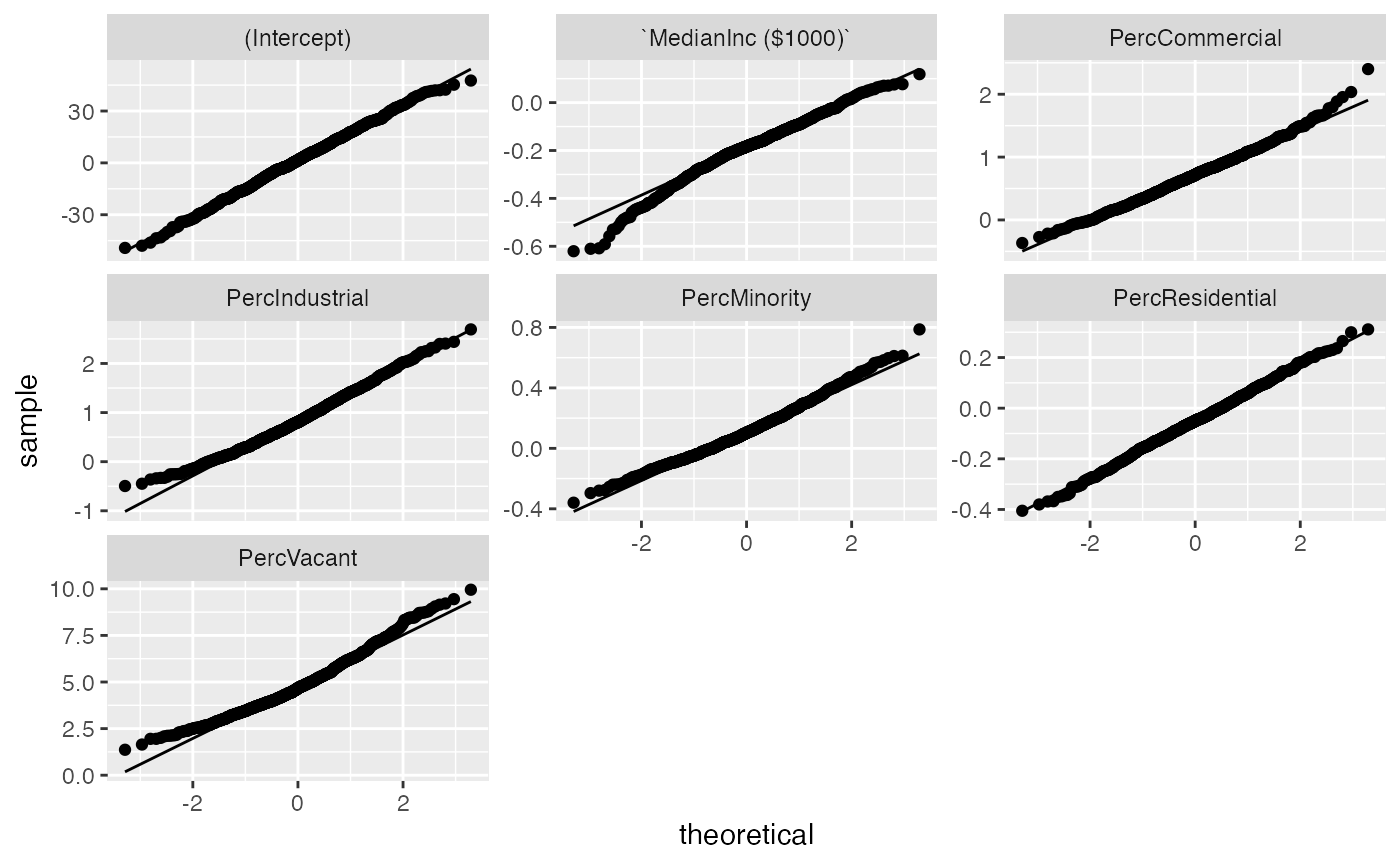 (Intercept)
`MedianInc ($1000)`
PercCommercial
30
0
-30
0.0
-0.2
-0.4
-0.6
2
1
0
PercIndustrial
PercMinority
PercResidential
2
1
0
-1
0.8
0.4
0.0
-0.4
-2 0 2
0.2
0.0
-0.2
-0.4
-2 0 2
sample
PercVacant
10.0
7.5
5.0
2.5
0.0
-2 0 2
theoretical